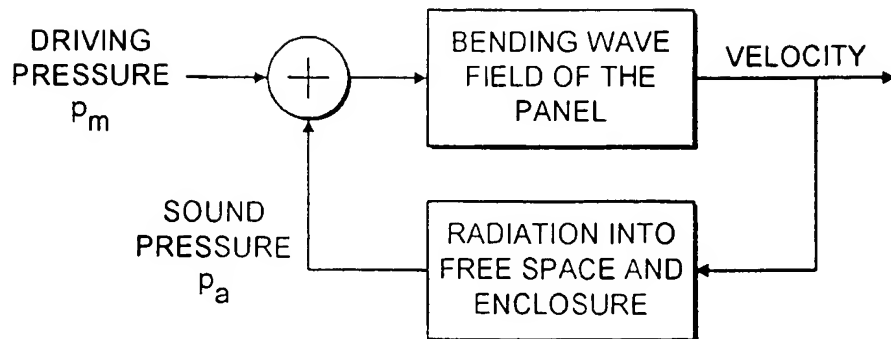 DRIVING
PRESSURE
pm
+
BENDING WAVE
FIELD OF THE
PANEL
VELOCITY
SOUND
PRESSURE
pa
RADIATION INTO
FREE SPACE AND
ENCLOSURE